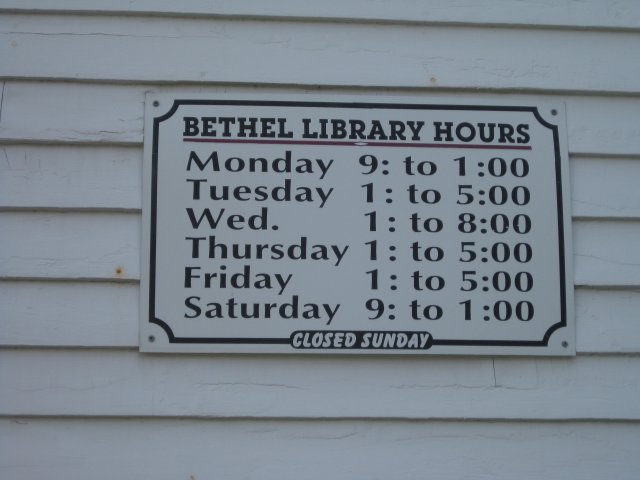 BETHEL LIBRARY HOURS
Monday 9: to 1:00
Tuesday 1: to 5:00
Wed. 1: to 8:00
Thursday 1: to 5:00
Friday 1: to 5:00
Saturday 9: to 1:00
CLOSED SUNDAY